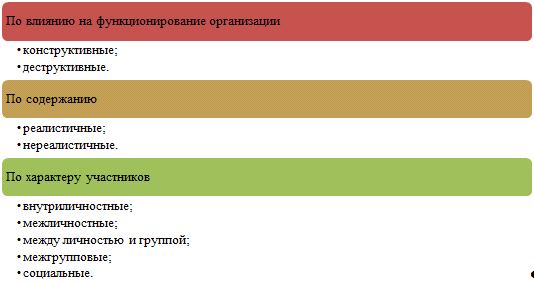 По влиянию на функционирование организации
•конструктивные;
•деструктивные.
По содержанию
•реалистичные;
•нереалистичные.
По характеру участников
•внутриличностные;
•межличностные;
•между личностью и группой;
•межгрупповые;
•социальные.